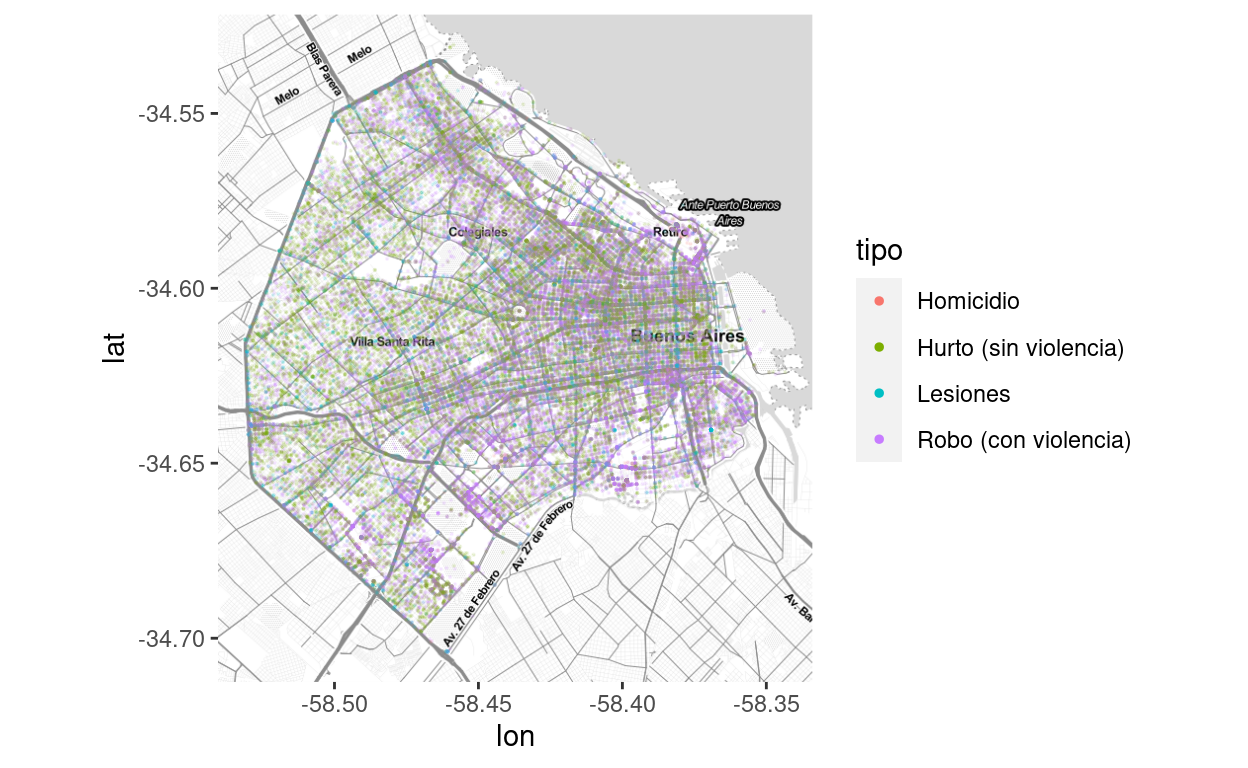 Blas Parera
Melo
Melo
-34.55
-34.60
-34.65
-34.70
lat
Ante Puerto Buenos
Aires
Colegiales
Retiro
Buenos Aires
Villa Santa Rita
Av. 27 de Febrero
Av. 27 de Febrero
Av. Ba
-58.50
-58.45
-58.40
-58.35
lon
tipo
Homicidio
Hurto (sin violencia)
Lesiones
Robo (con violencia)